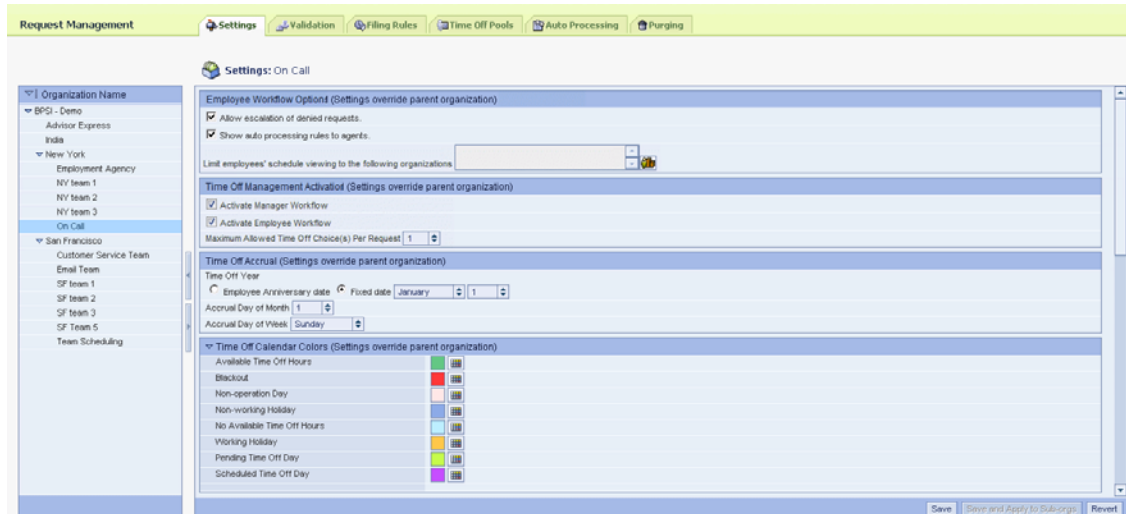 Request Management
Settings Validation Filing Rules Time Off Pools Auto Processing Purging
Settings: On Call
Organization Name
BPSI - Demo
Advisor Express
India
New York
Employment Agency
NY team 1
NY team 2
NY team 3
On Call
San Francisco
Customer Service Team
Email Team
SF team 1
SF team 2
SF team 3
SF Team 5
Team Scheduling
Employee Workflow Options (Settings override parent organization)
Allow escalation of denied requests.
Show auto processing rules to agents.
Limit employees' schedule viewing to the following organizations
Time Off Management Activation (Settings override parent organization)
Activate Manager Workflow
Activate Employee Workflow
Maximum Allowed Time Off Choice(s) Per Request 1
Time Off Accrual (Settings override parent organization)
Time Off Year
Employee Anniversary date Fixed date January 1
Accrual Day of Month 1
Accrual Day of Week Sunday
Time Off Calendar Colors (Settings override parent organization)
Available Time Off Hours
Blackout
Non-operation Day
Non-working Holiday
No Available Time Off Hours
Working Holiday
Pending Time Off Day
Scheduled Time Off Day
Save Save and Apply to Sub-orgs Revert